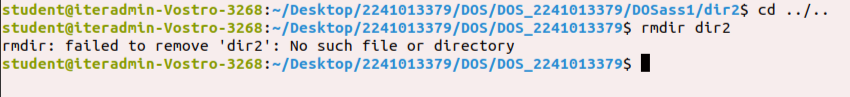 student@iteradmin-Vostro-3268:~/Desktop/2241013379/DOS/DOS_2241013379/DOSass1/dir2$ cd ../..
student@iteradmin-Vostro-3268:~/Desktop/2241013379/DOS/DOS_2241013379$ rmdir dir2
rmdir: failed to remove 'dir2': No such file or directory
student@iteradmin-Vostro-3268:~/Desktop/2241013379/DOS/DOS_2241013379$